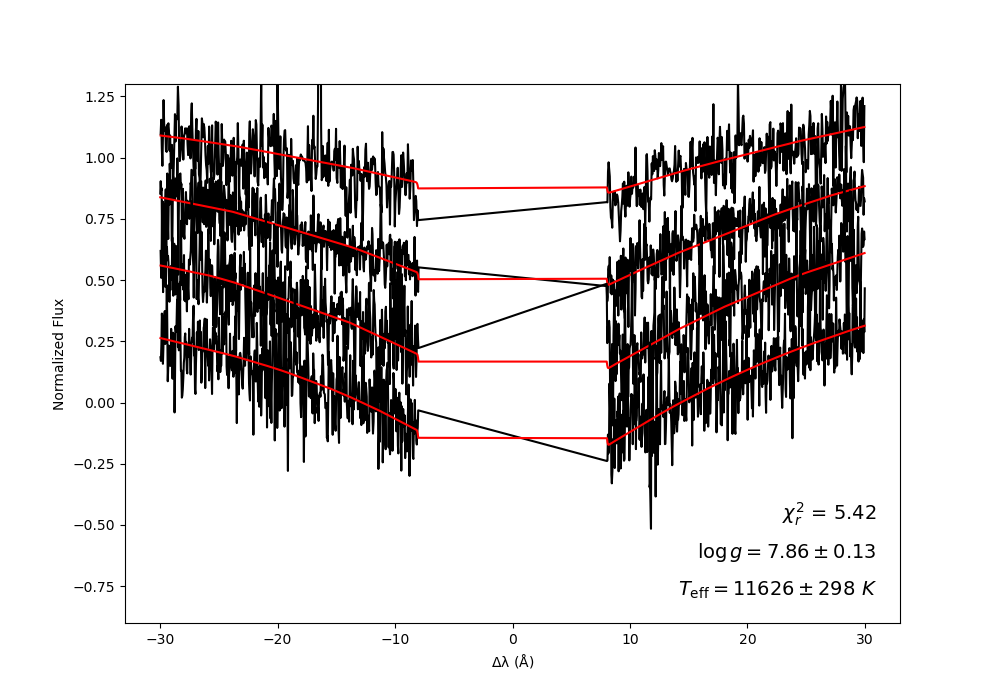 1.25
1.00
0.75
0.50
0.25
0.00
−0.25
−0.50
−0.75
Normalized Flux
χ²ᵣ = 5.42
log g = 7.86 ± 0.13
T_eff = 11626 ± 298 K
−30 −20 −10 0 10 20 30
Δλ (Å)